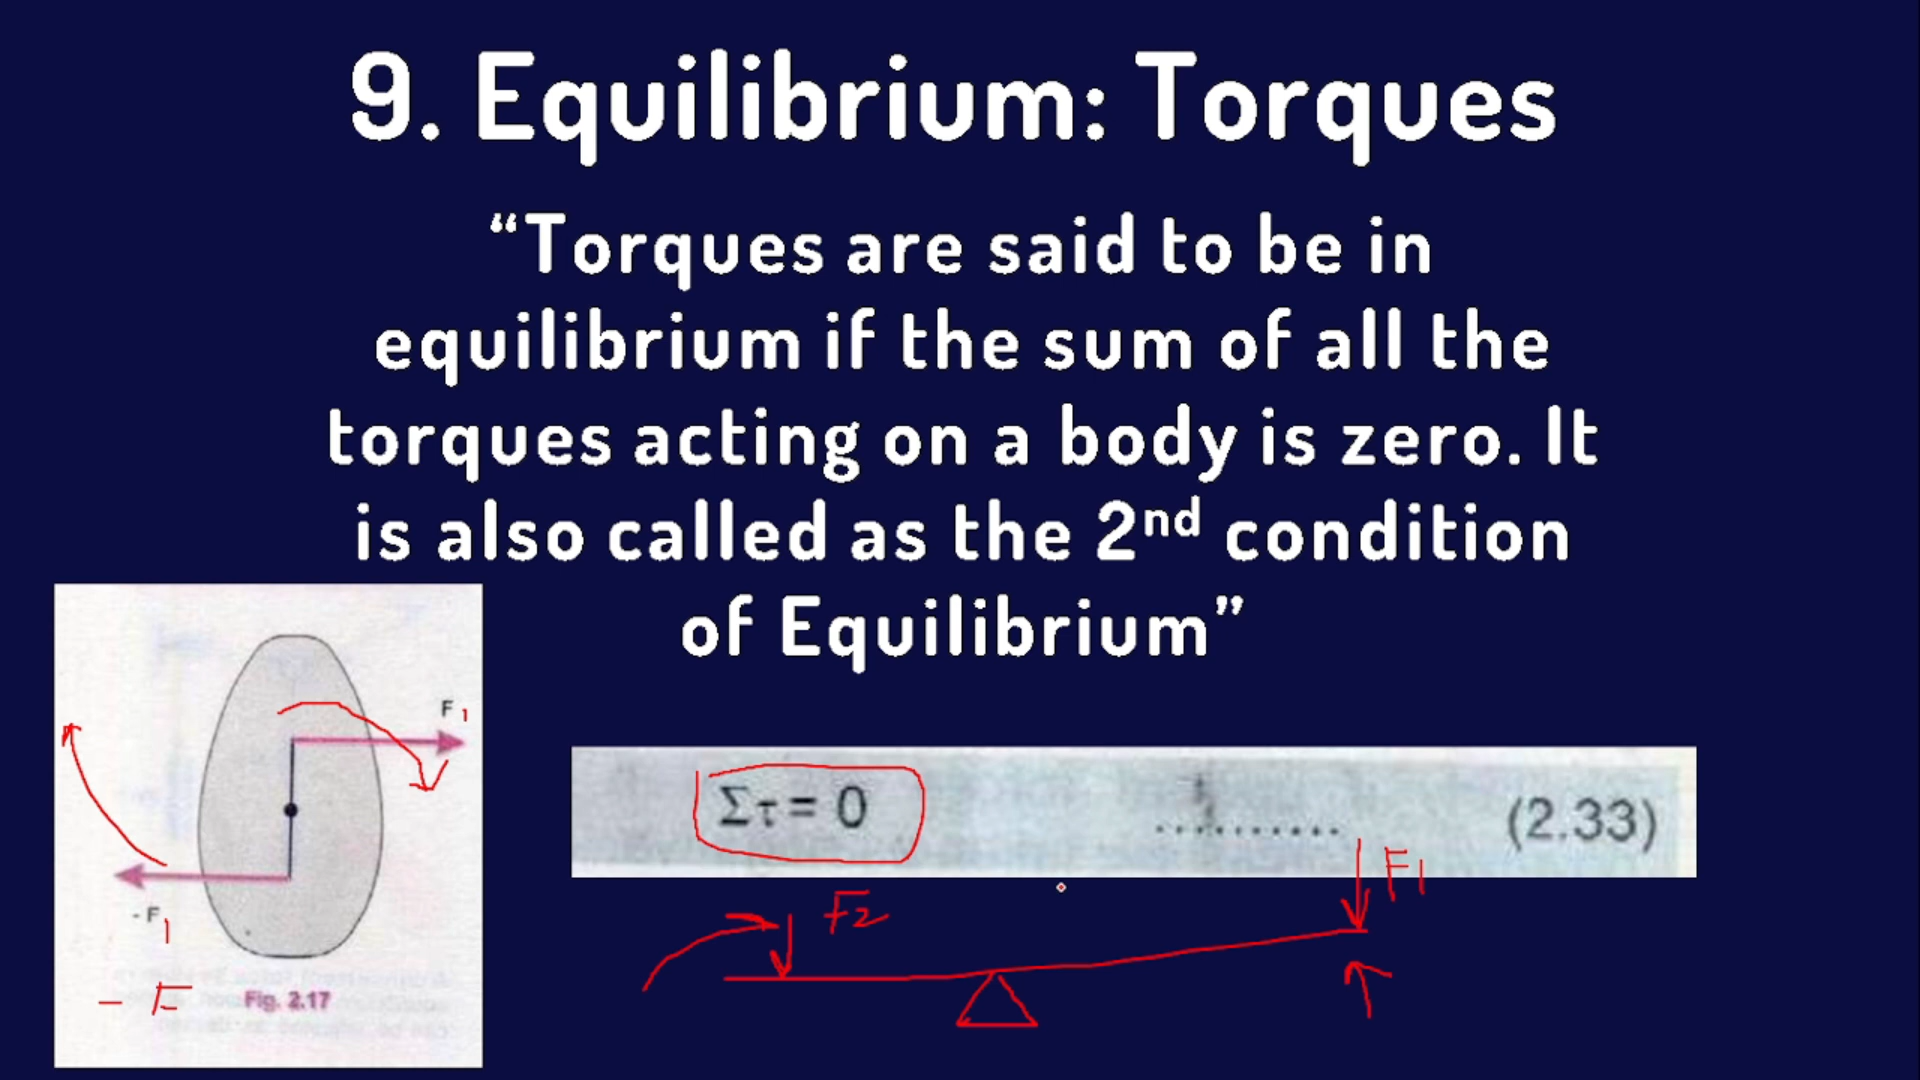 9. Equilibrium: Torques
“Torques are said to be in
equilibrium if the sum of all the
torques acting on a body is zero. It
is also called as the 2nd condition
of Equilibrium”
F1
- F1
- F
Fig. 2.17
Στ = 0 .......... (2.33)
F1
F2